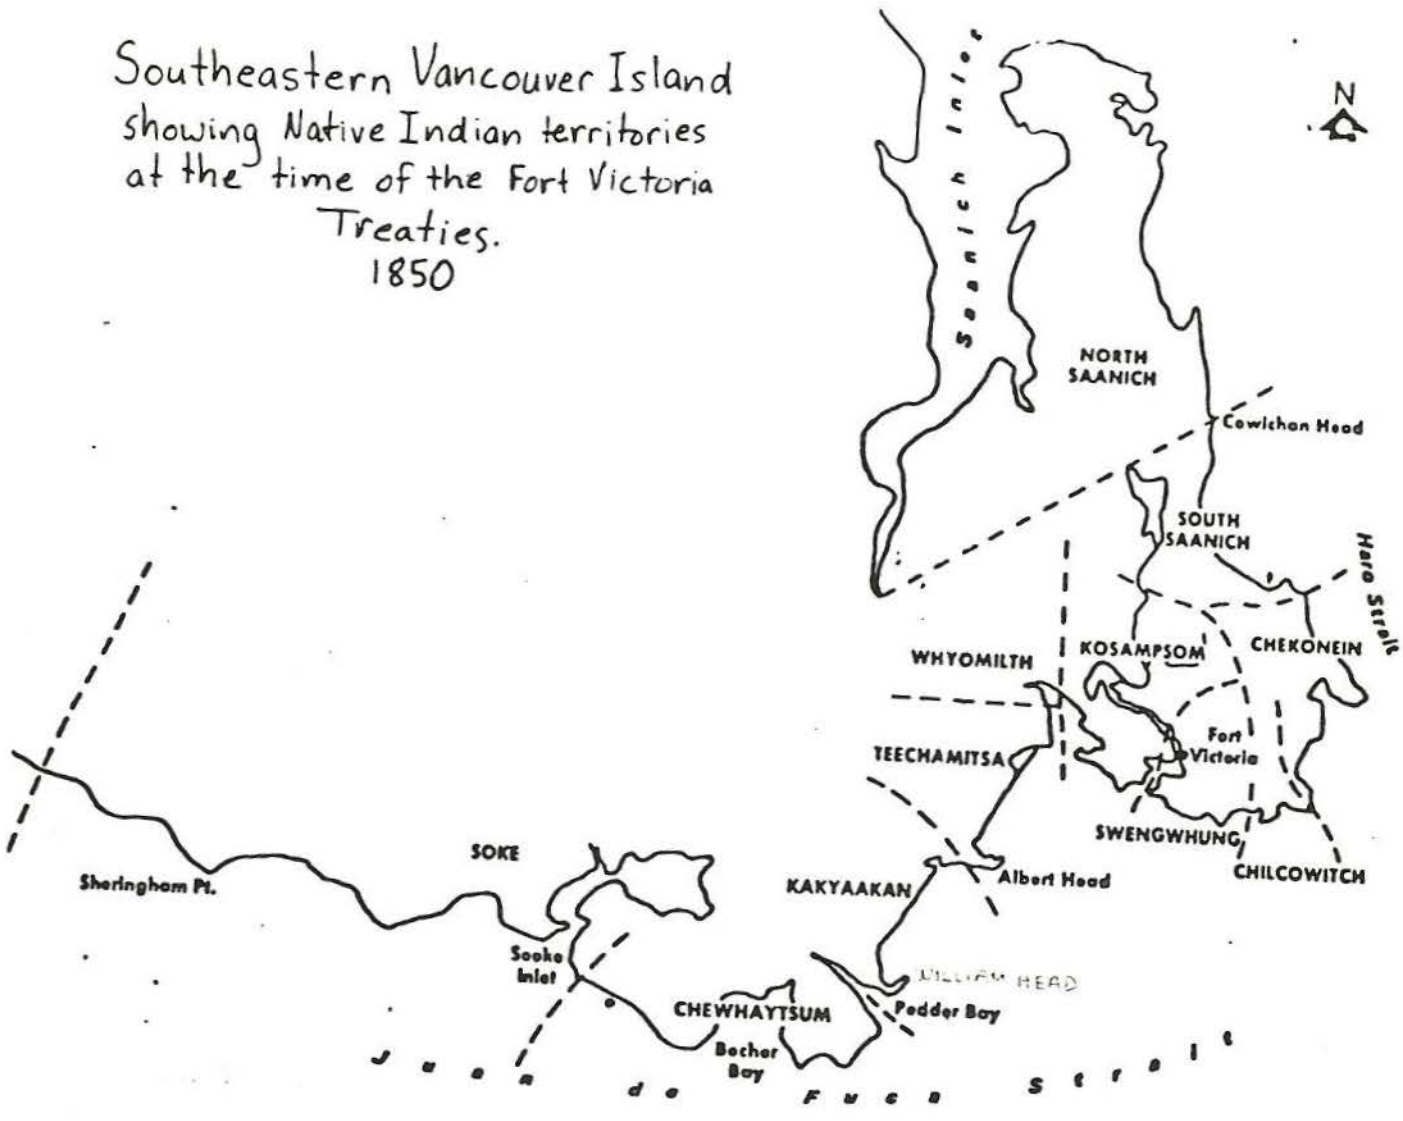 Southeastern Vancouver Island
showing Native Indian territories
at the time of the Fort Victoria
Treaties.
1850
N
Saanich Inlet
NORTH
SAANICH
Cowichan Head
SOUTH
SAANICH
Haro Strait
WHYOMILTH
KOSAMPSOM
CHEKONEIN
TEECHAMITSA
Fort
Victoria
SWENGWHUNG
CHILCOWITCH
SOKE
Sheringham Pt.
KAKYAAKAN
Albert Head
Sooke
Inlet
WILLIAM HEAD
CHEWHAYTSUM
Pedder Bay
Becher
Bay
Juan de Fuca Strait